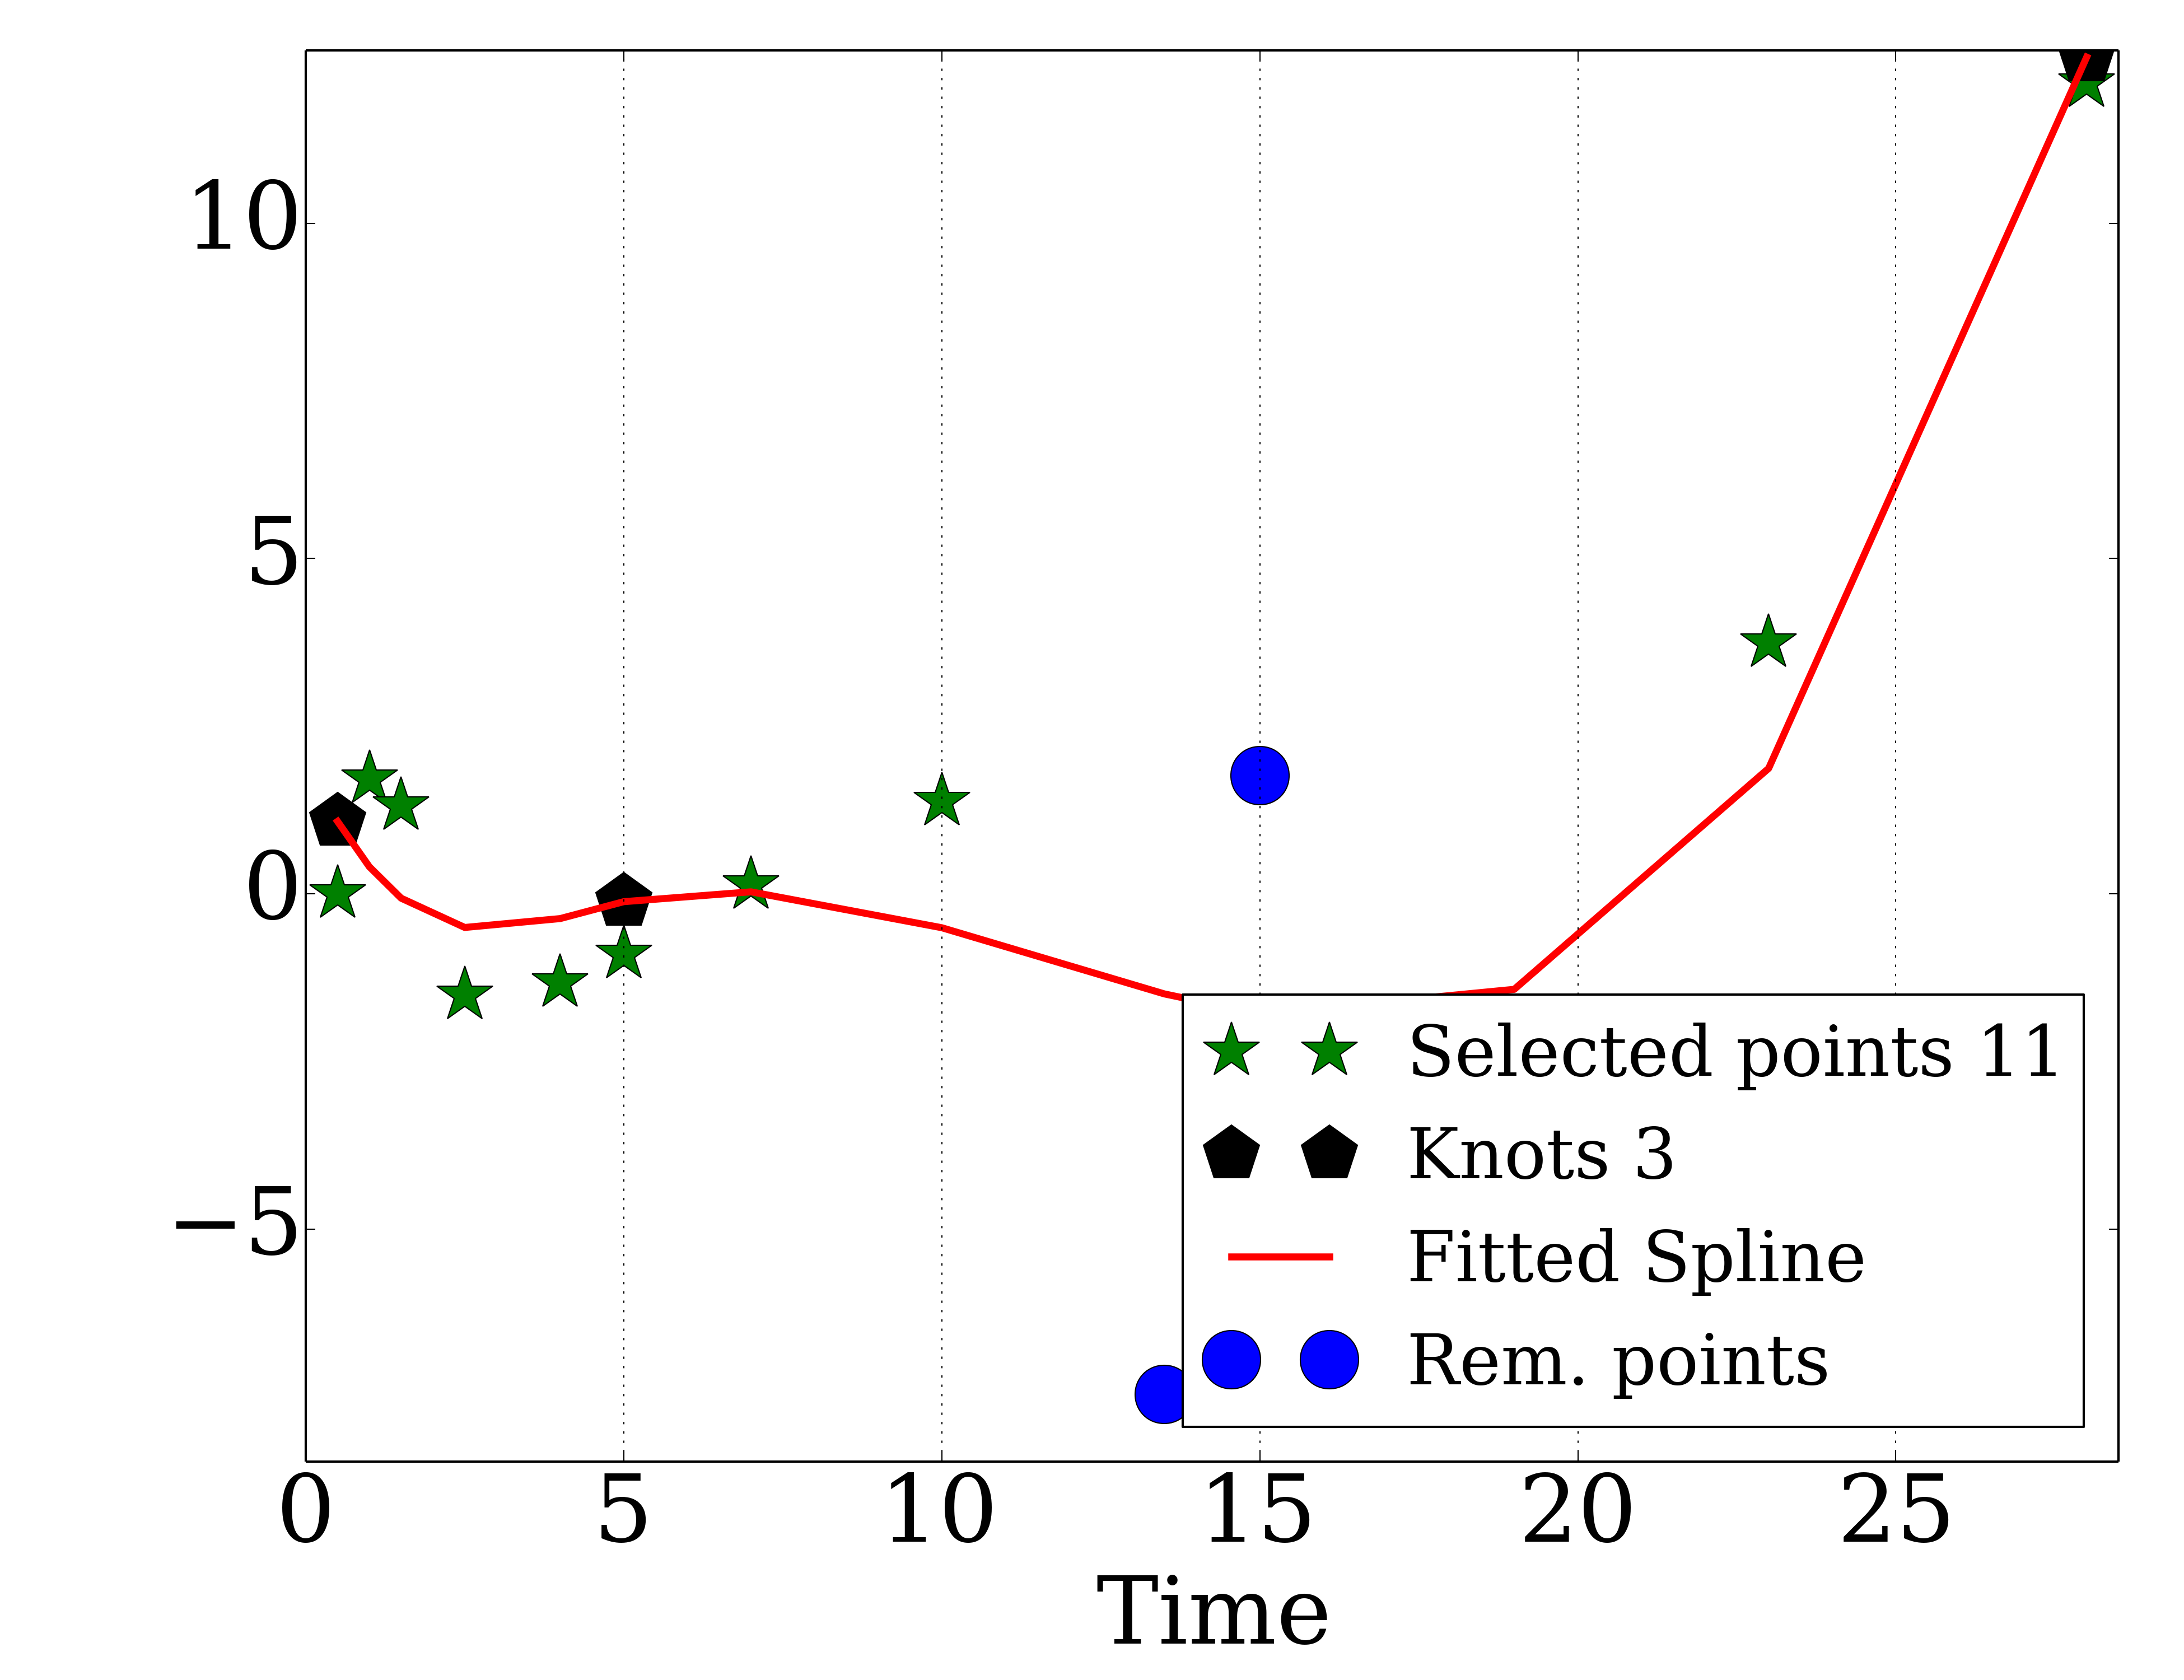 10
5
0
−5
0 5 10 15 20 25
Time
Selected points 11
Knots 3
Fitted Spline
Rem. points